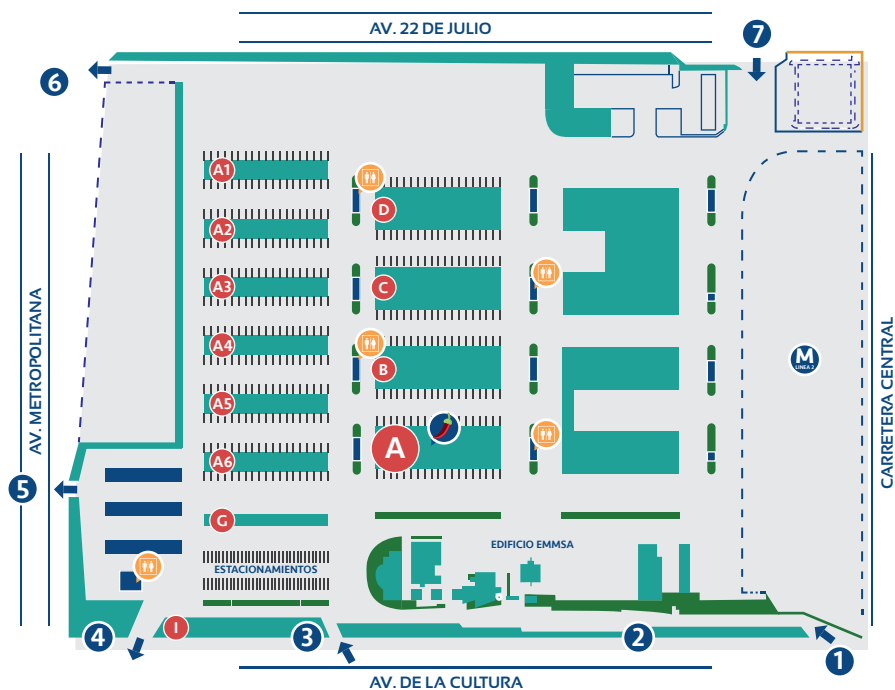 AV. 22 DE JULIO
7
6
A1
D
A2
A3
C
AV. METROPOLITANA
A4
B
M
LINEA 2
CARRETERA CENTRAL
A5
A
A6
5
G
EDIFICIO EMMSA
ESTACIONAMIENTOS
I
4
3
2
1
AV. DE LA CULTURA